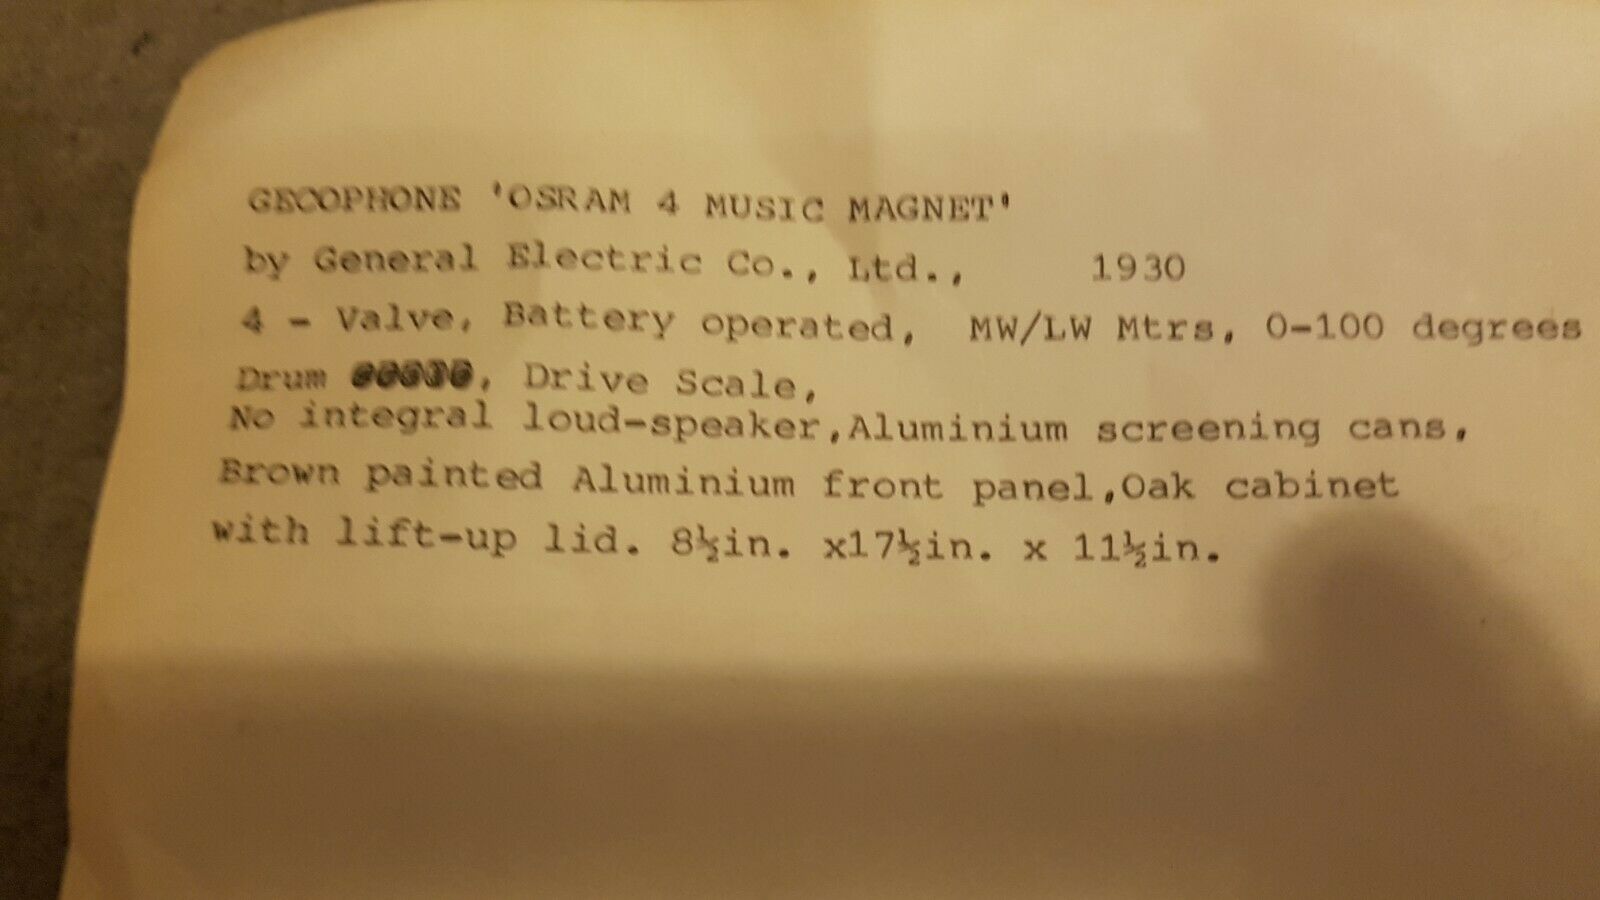 GECOPHONE 'OSRAM 4 MUSIC MAGNET'
by General Electric Co., Ltd., 1930
4 - Valve, Battery operated, MW/LW Mtrs, 0-100 degrees
Drum , Drive Scale,
No integral loud-speaker,Aluminium screening cans,
Brown painted Aluminium front panel,Oak cabinet
with lift-up lid. 8½in. x17½in. x 11½in.